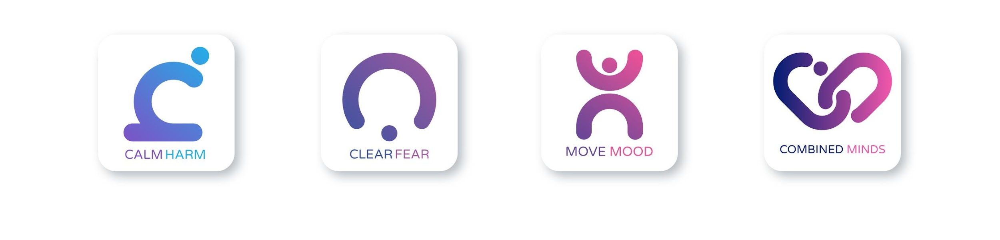 CALM HARM
CLEAR FEAR
MOVE MOOD
COMBINED MINDS